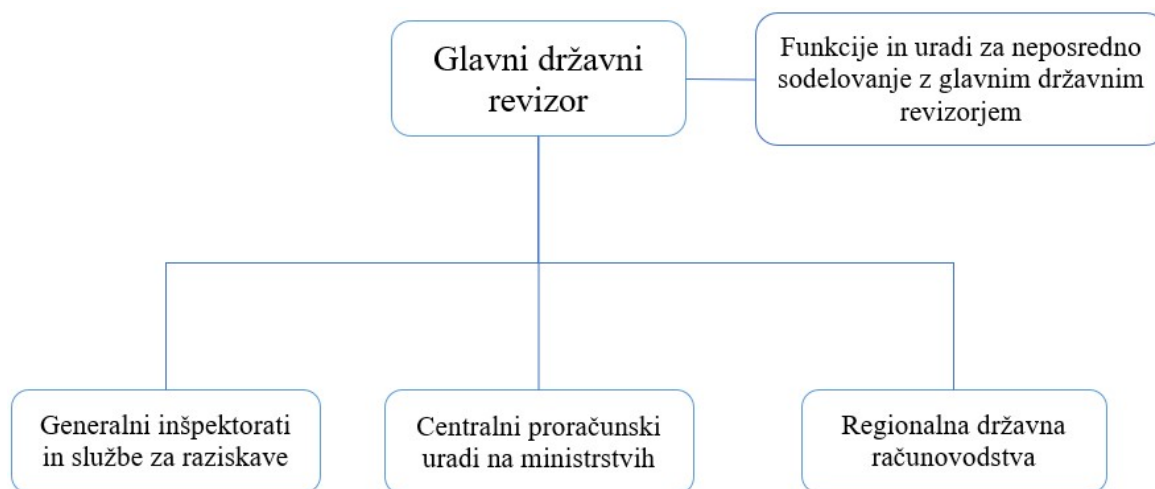 Glavni državni
revizor
Funkcije in uradi za neposredno
sodelovanje z glavnim državnim
revizorjem
Generalni inšpektorati
in službe za raziskave
Centralni proračunski
uradi na ministrstvih
Regionalna državna
računovodstva